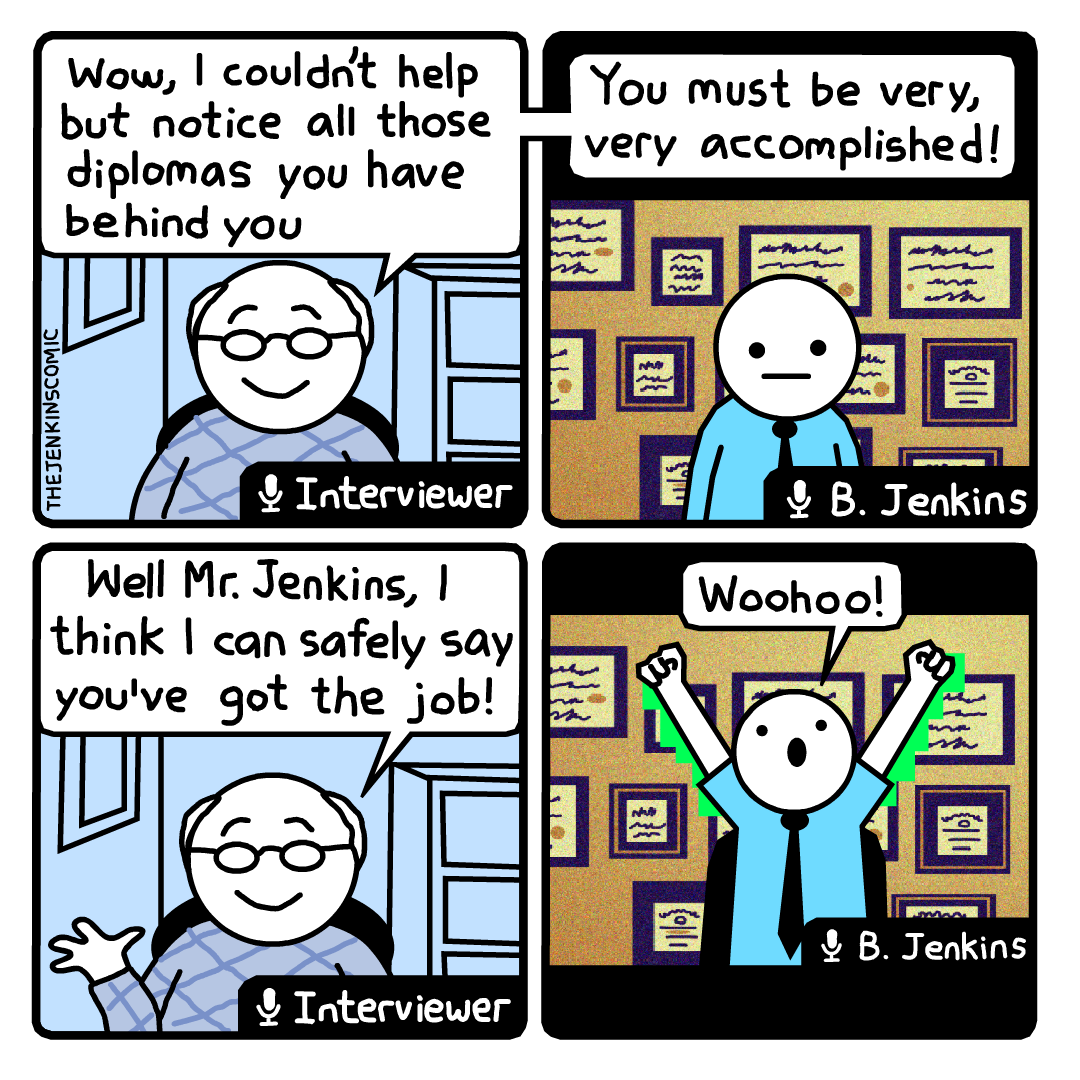 Wow, I couldn't help
but notice all those
diplomas you have
behind you
THEJENKINSCOMIC
Interviewer
You must be very,
very accomplished!
B. Jenkins
Well Mr. Jenkins, I
think I can safely say
you've got the job!
Interviewer
Woohoo!
B. Jenkins